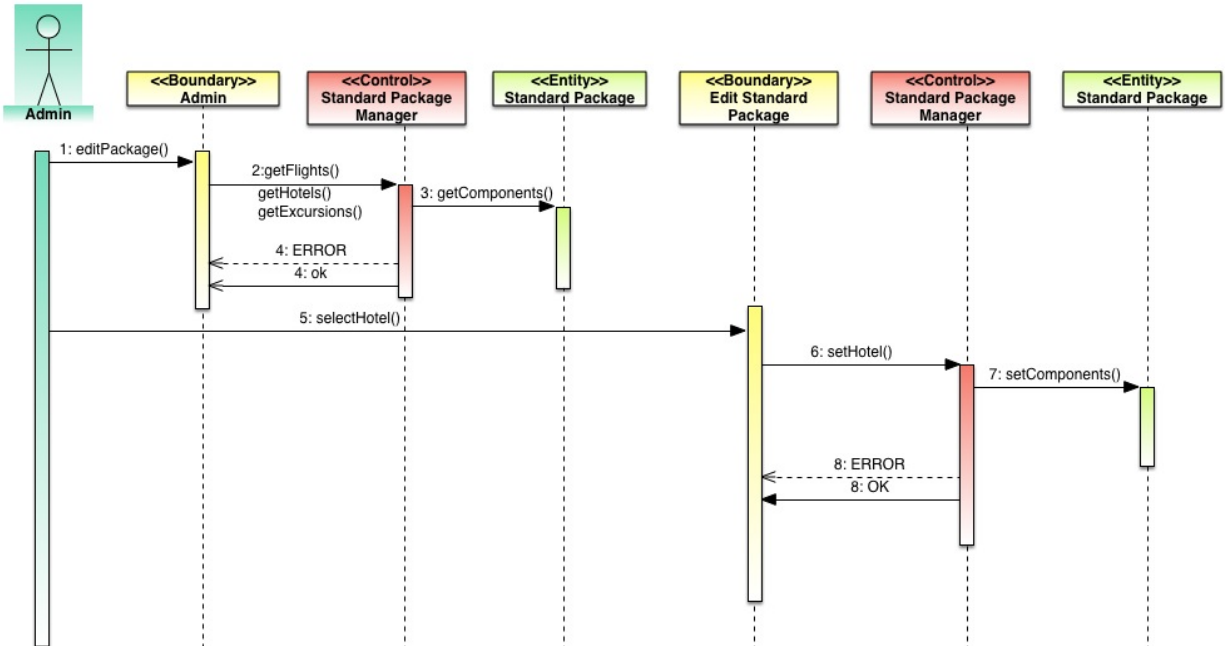 Admin
<<Boundary>>
Admin
<<Control>>
Standard Package
Manager
<<Entity>>
Standard Package
<<Boundary>>
Edit Standard
Package
<<Control>>
Standard Package
Manager
<<Entity>>
Standard Package
1: editPackage()
2:getFlights()
getHotels()
getExcursions()
3: getComponents()
4: ERROR
4: ok
5: selectHotel()
6: setHotel()
7: setComponents()
8: ERROR
8: OK